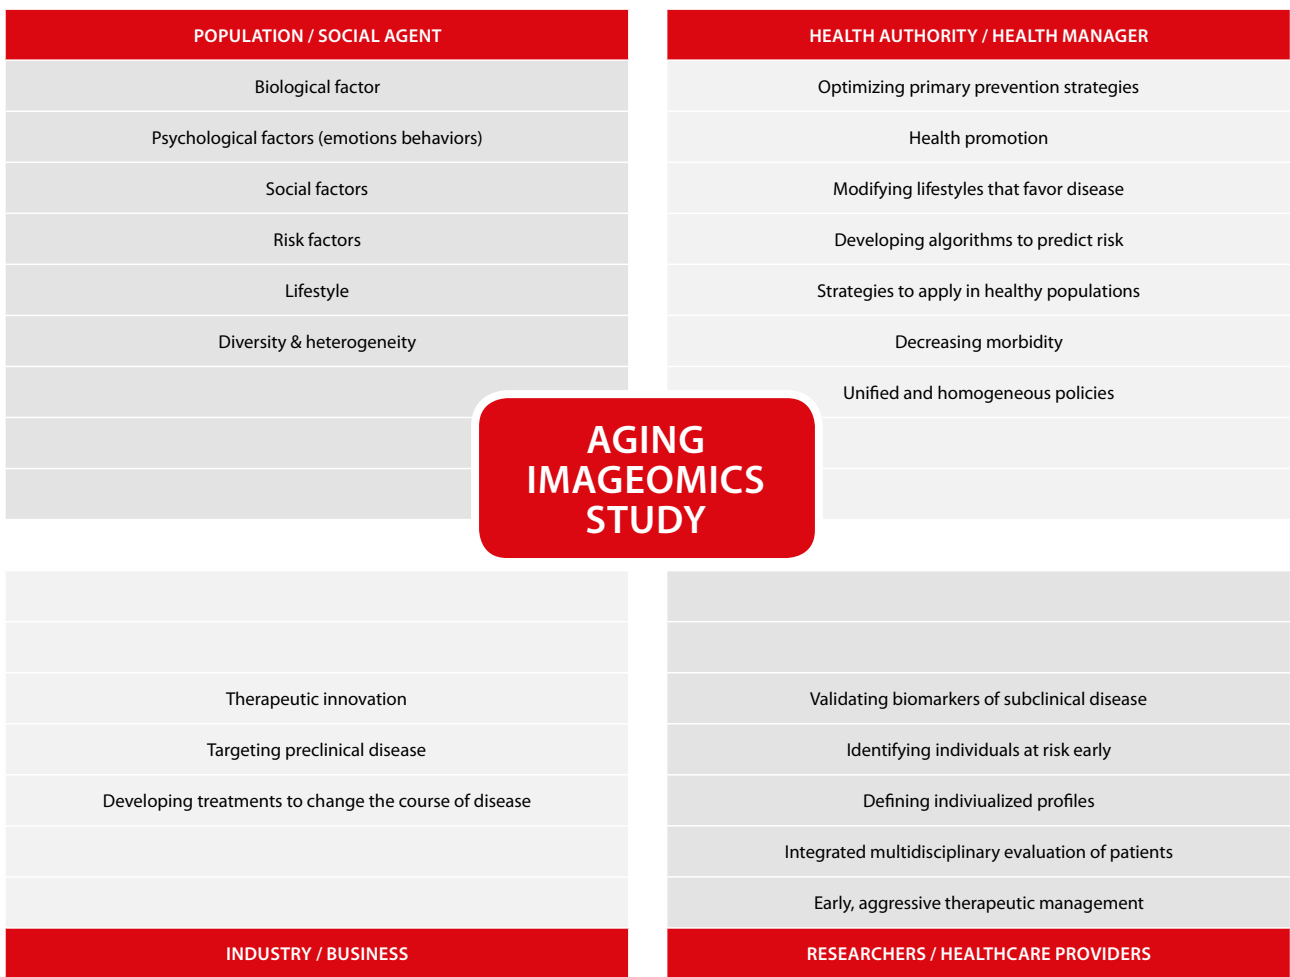 POPULATION / SOCIAL AGENT
Biological factor
Psychological factors (emotions behaviors)
Social factors
Risk factors
Lifestyle
Diversity & heterogeneity
HEALTH AUTHORITY / HEALTH MANAGER
Optimizing primary prevention strategies
Health promotion
Modifying lifestyles that favor disease
Developing algorithms to predict risk
Strategies to apply in healthy populations
Decreasing morbidity
Unified and homogeneous policies
AGING
IMAGEOMICS
STUDY
Therapeutic innovation
Targeting preclinical disease
Developing treatments to change the course of disease
INDUSTRY / BUSINESS
Validating biomarkers of subclinical disease
Identifying individuals at risk early
Defining indiviualized profiles
Integrated multidisciplinary evaluation of patients
Early, aggressive therapeutic management
RESEARCHERS / HEALTHCARE PROVIDERS